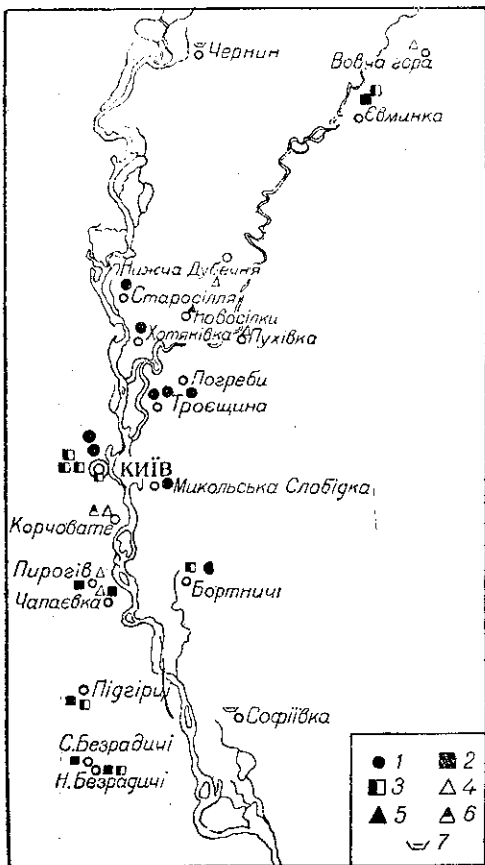 Чернин
Вовча гора
Євминка
Нижча Дубечня
Старосілля
Новосілки
Хотянівка
Пухівка
Погреби
Троєщина
КИЇВ
Микольська Слобідка
Корчовате
Пирогів
Бортничі
Чапаєвка
Підгірці
Софіївка
С. Безрадичі
Н. Безрадичі
1 2
3 4
5 6
7